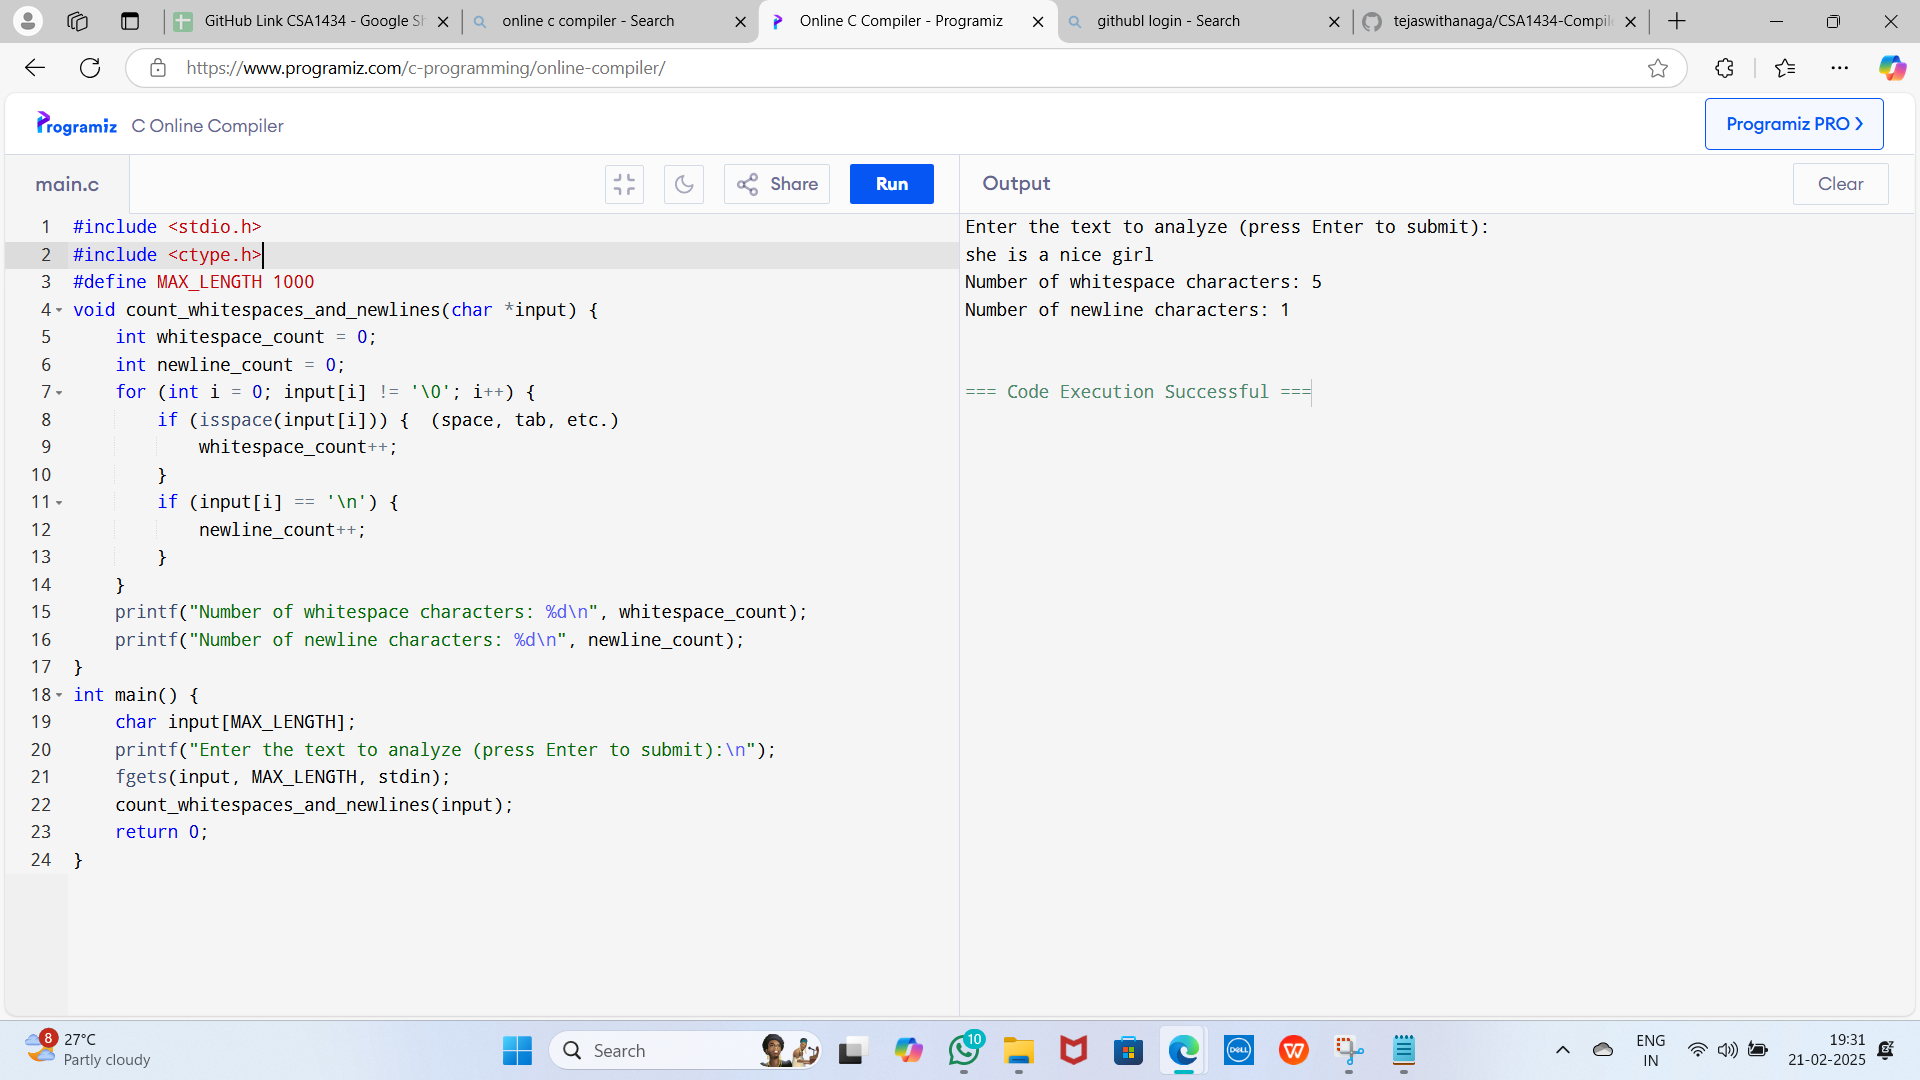 GitHub Link CSA1434 - Google Sh
online c compiler - Search
Online C Compiler - Programiz
githubl login - Search
tejaswithanaga/CSA1434-Compil
https://www.programiz.com/c-programming/online-compiler/
Programiz C Online Compiler
Programiz PRO
main.c
Share
Run
Output
Clear
1 #include <stdio.h>
2 #include <ctype.h>
3 #define MAX_LENGTH 1000
4 void count_whitespaces_and_newlines(char *input) {
5 int whitespace_count = 0;
6 int newline_count = 0;
7 for (int i = 0; input[i] != '\0'; i++) {
8 if (isspace(input[i])) {  (space, tab, etc.)
9 whitespace_count++;
10 }
11 if (input[i] == '\n') {
12 newline_count++;
13 }
14 }
15 printf("Number of whitespace characters: %d\n", whitespace_count);
16 printf("Number of newline characters: %d\n", newline_count);
17 }
18 int main() {
19 char input[MAX_LENGTH];
20 printf("Enter the text to analyze (press Enter to submit):\n");
21 fgets(input, MAX_LENGTH, stdin);
22 count_whitespaces_and_newlines(input);
23 return 0;
24 }
Enter the text to analyze (press Enter to submit):
she is a nice girl
Number of whitespace characters: 5
Number of newline characters: 1
=== Code Execution Successful ===
8
27°C
Partly cloudy
Search
10
DELL
W
ENG
IN
19:31
21-02-2025